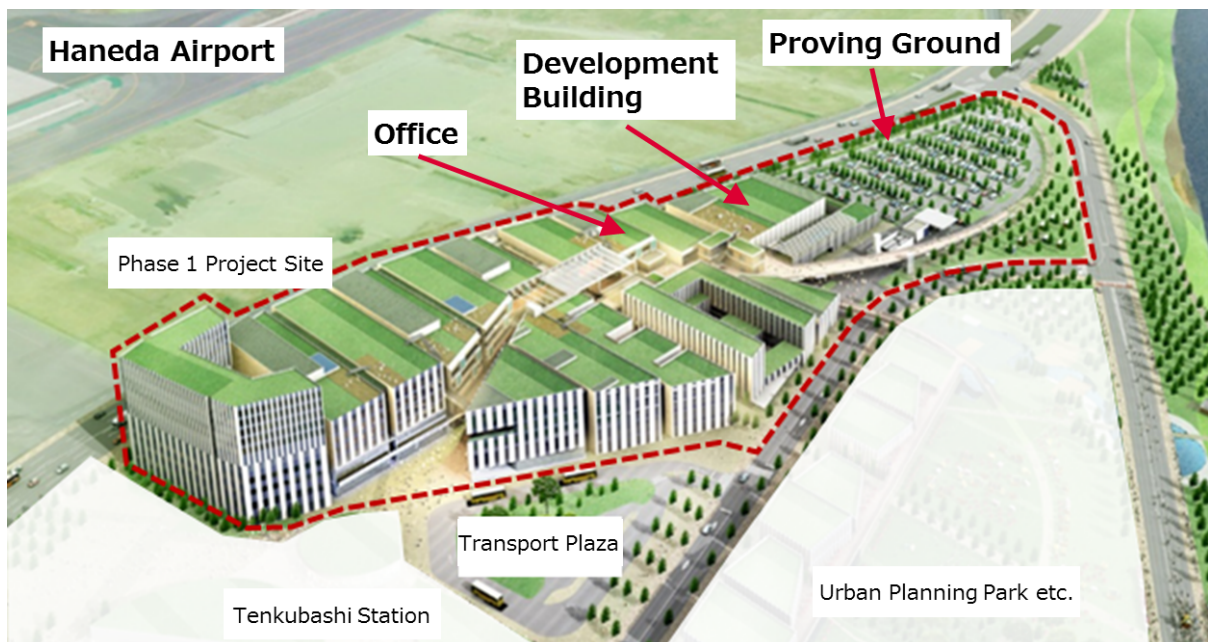 Haneda Airport
Proving Ground
Development
Building
Office
Phase 1 Project Site
Transport Plaza
Urban Planning Park etc.
Tenkubashi Station